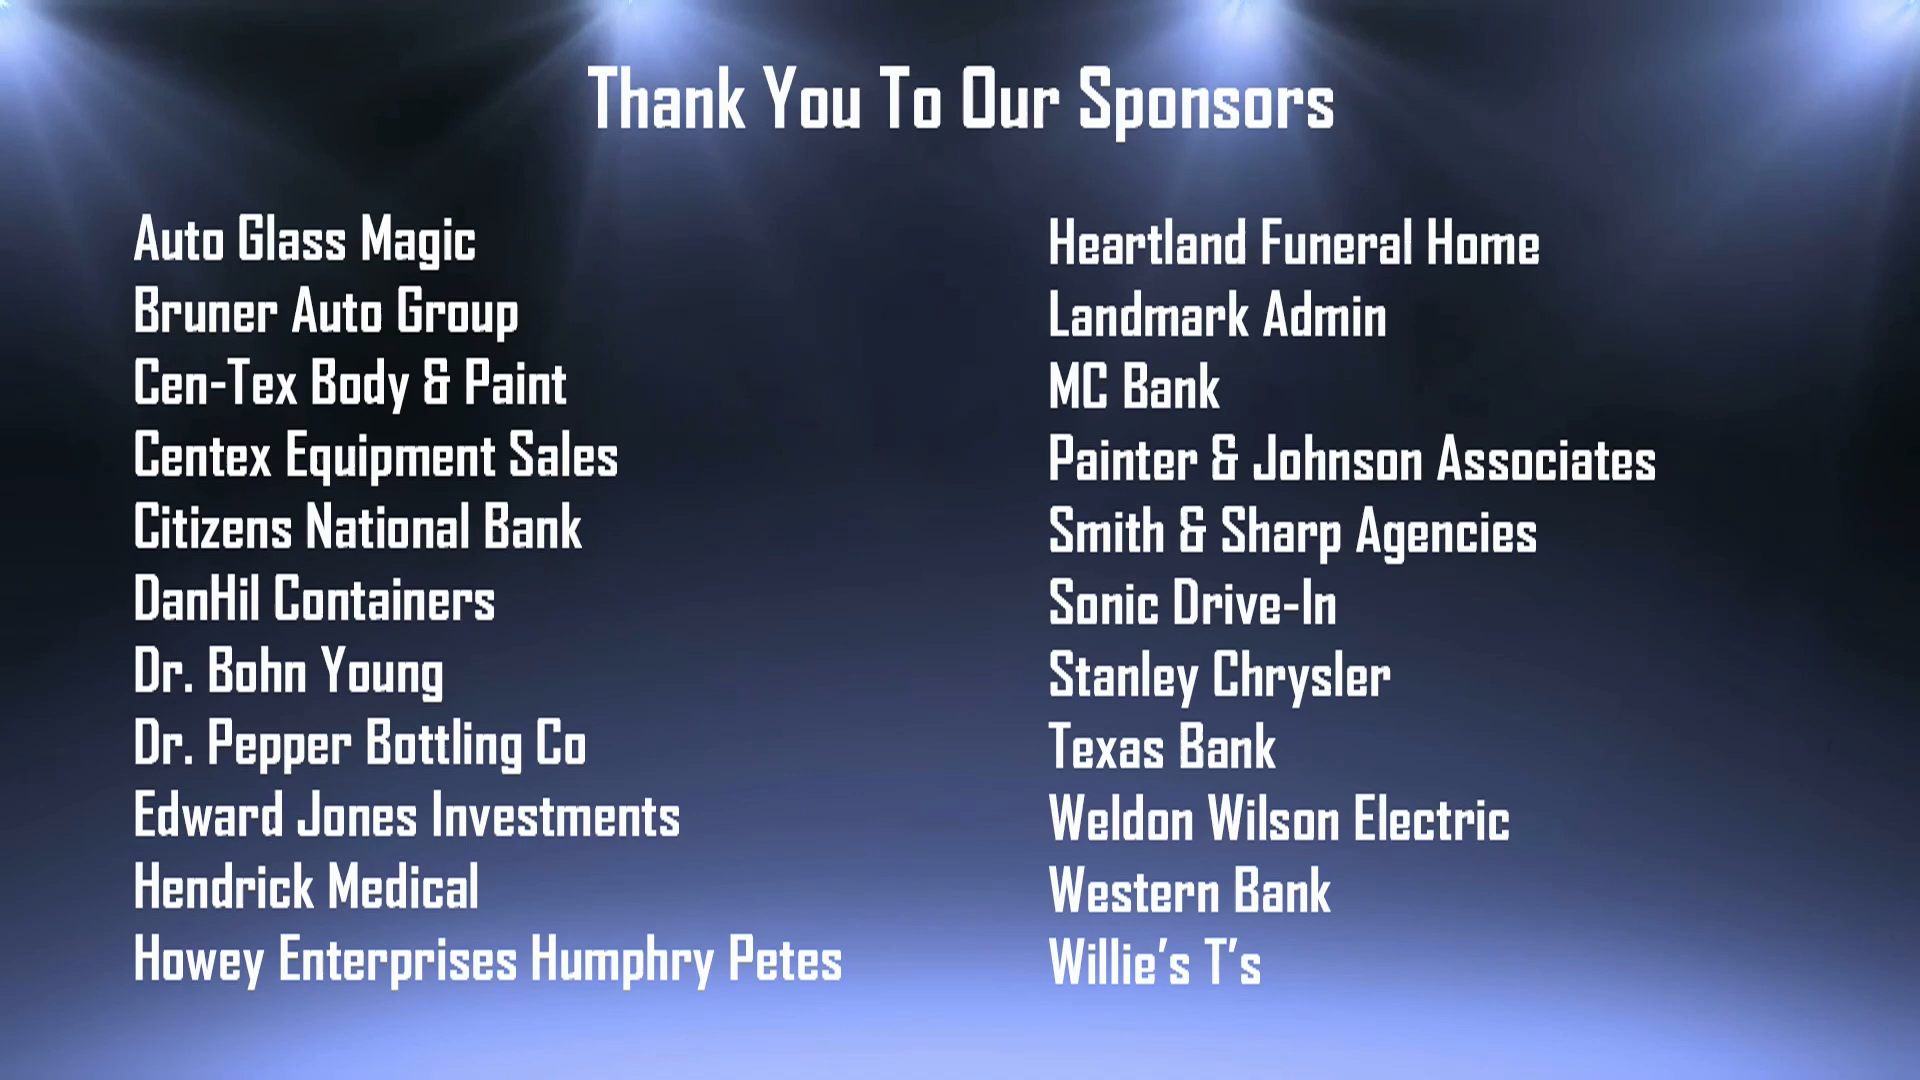 Thank You To Our Sponsors
Auto Glass Magic
Bruner Auto Group
Cen-Tex Body & Paint
Centex Equipment Sales
Citizens National Bank
DanHil Containers
Dr. Bohn Young
Dr. Pepper Bottling Co
Edward Jones Investments
Hendrick Medical
Howey Enterprises Humphry Petes
Heartland Funeral Home
Landmark Admin
MC Bank
Painter & Johnson Associates
Smith & Sharp Agencies
Sonic Drive-In
Stanley Chrysler
Texas Bank
Weldon Wilson Electric
Western Bank
Willie’s T’s